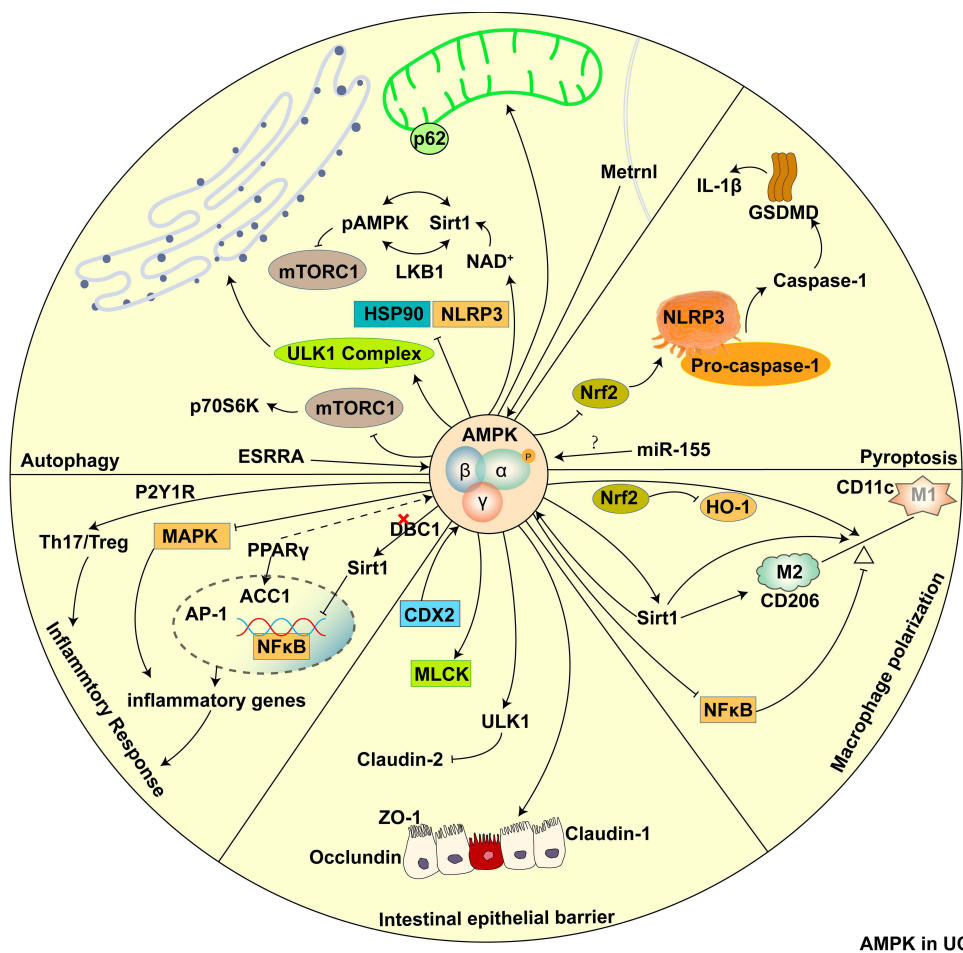 p62
Metrnl
IL-1β
GSDMD
pAMPK
Sirt1
mTORC1
LKB1
NAD+
Caspase-1
HSP90
NLRP3
NLRP3
ULK1 Complex
Pro-caspase-1
Nrf2
p70S6K
mTORC1
AMPK
?
miR-155
ESRRA
Autophagy
P
β
α
γ
Pyroptosis
P2Y1R
Nrf2
HO-1
CD11c
M1
Th17/Treg
MAPK
DBC1
PPARγ
Sirt1
ACC1
AP-1
NFκB
M2
CD206
CDX2
Sirt1
MLCK
inflammatory genes
NFκB
Inflammtory Response
Macrophage polarization
ULK1
Claudin-2
ZO-1
Claudin-1
Occlundin
Intestinal epithelial barrier
AMPK in UC